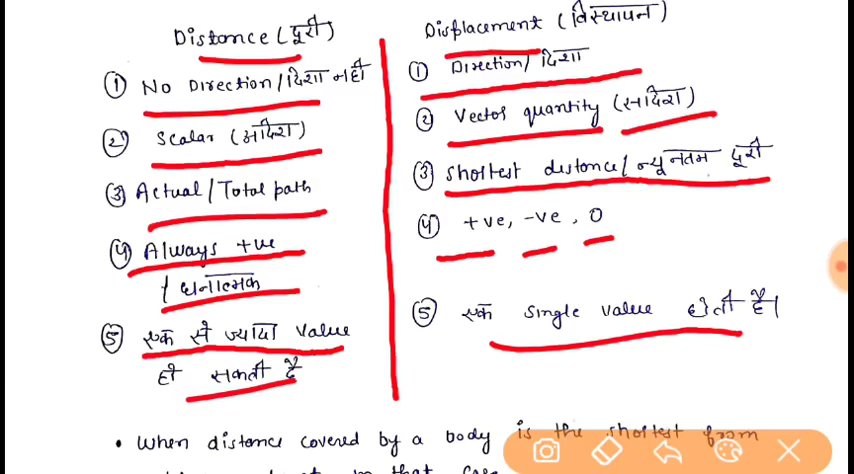 Distance (दूरी)
① No Direction/दिशा नहीं
② Scalar (अदिश)
③ Actual/Total path
④ Always +ve
/धनात्मक
⑤ एक से ज्यादा value
हो सकती है
Displacement (विस्थापन)
① Direction/दिशा
② Vector quantity (सदिश)
③ Shortest distance/न्यूनतम दूरी
④ +ve, -ve, 0
⑤ एक single value होती है।
• When distance covered by a body is the shortest from